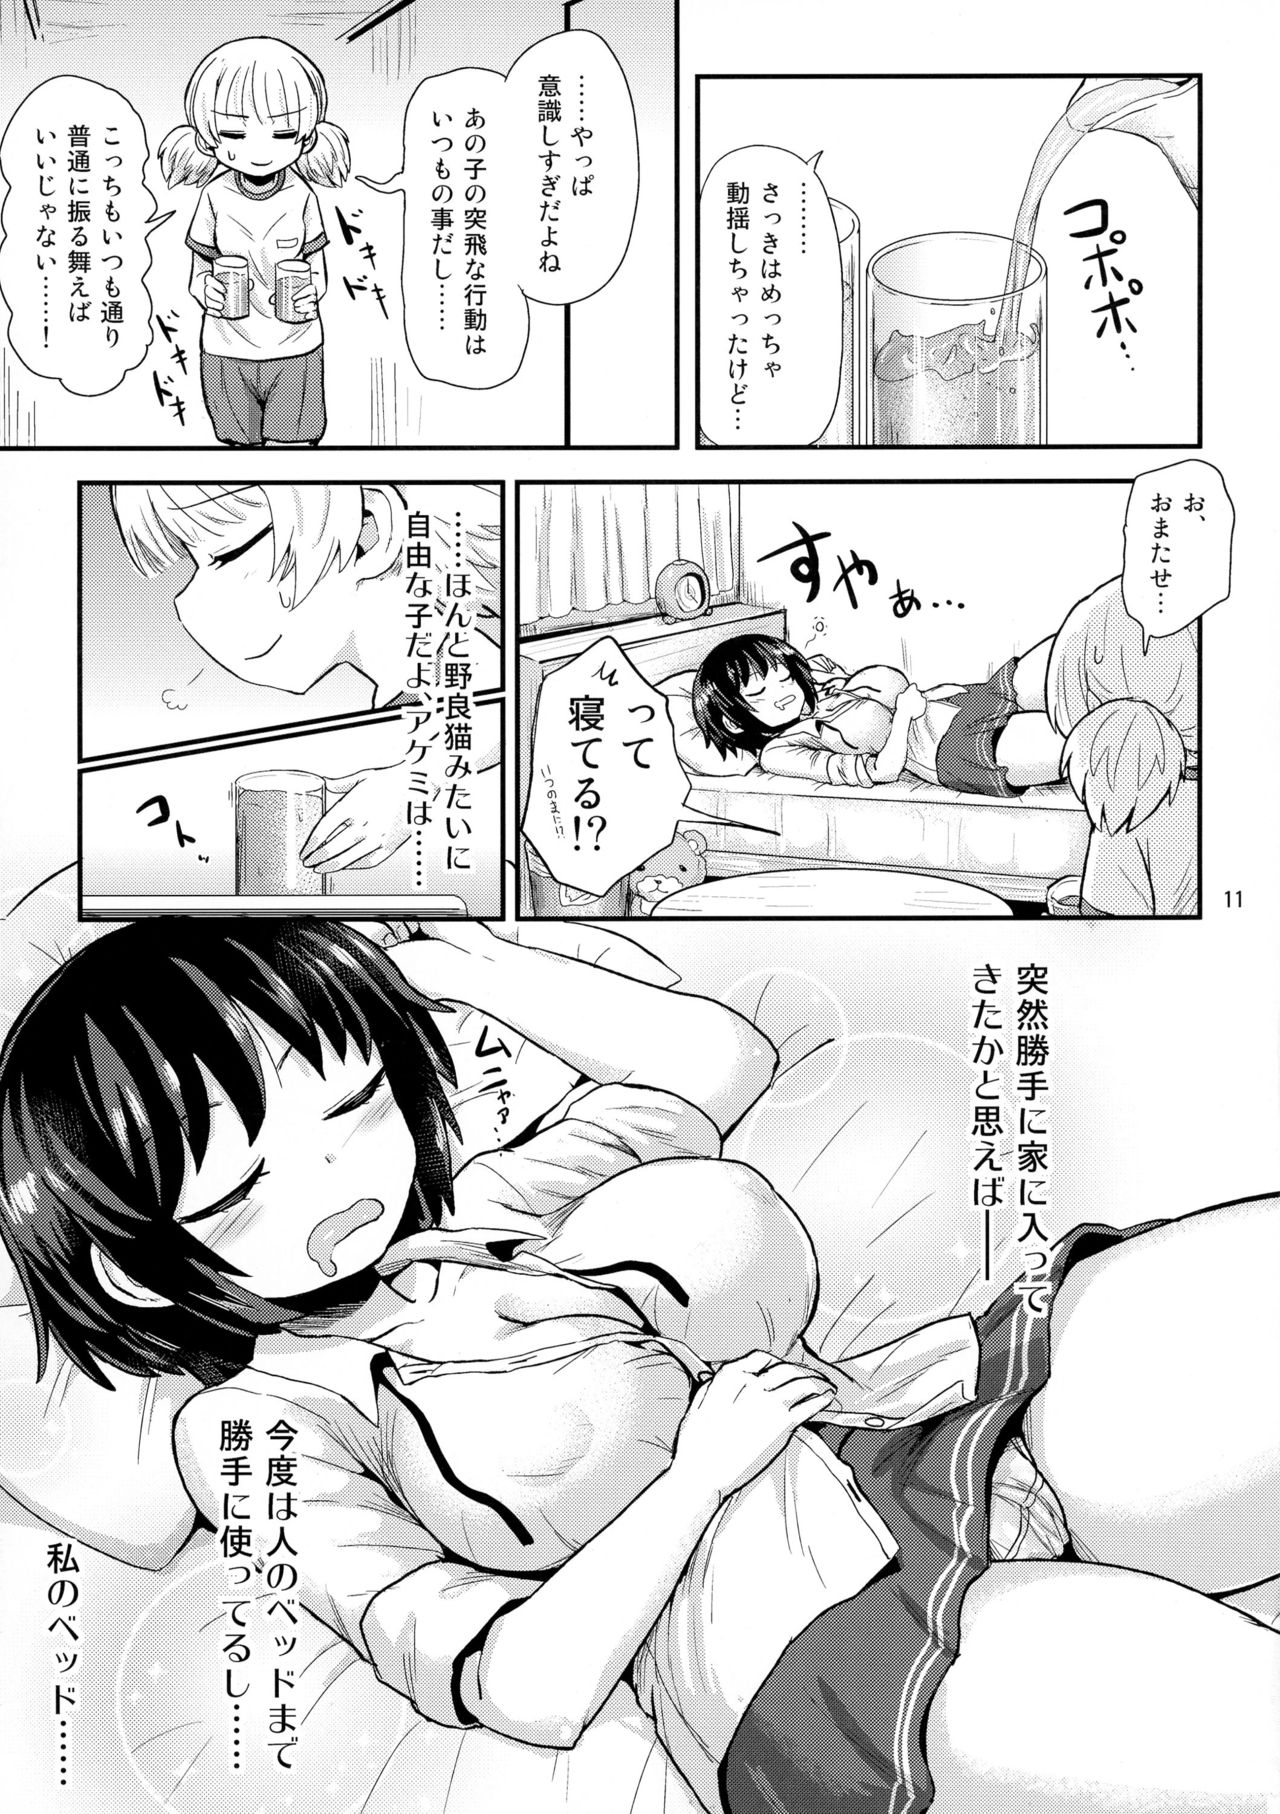 コポポポ…
………
さっきはめっちゃ
動揺しちゃったけど…
……やっぱ
意識しすぎだよね
あの子の突飛な行動は
いつもの事だし……
ドキ
ドキ
ドキ
ドキ
こっちもいつも通り
普通に振る舞えば
いいじゃない……！
お、
おまたせ…
すやぁ…
って
寝てる!?
いつのまに!?
……ほんと野良猫みたいに
自由な子だよ、アケミは……
コトッ
11
突然勝手に家に入って
きたかと思えば――
ムニャァ…
今度は人のベッドまで
勝手に使ってるし……
私のベッド……